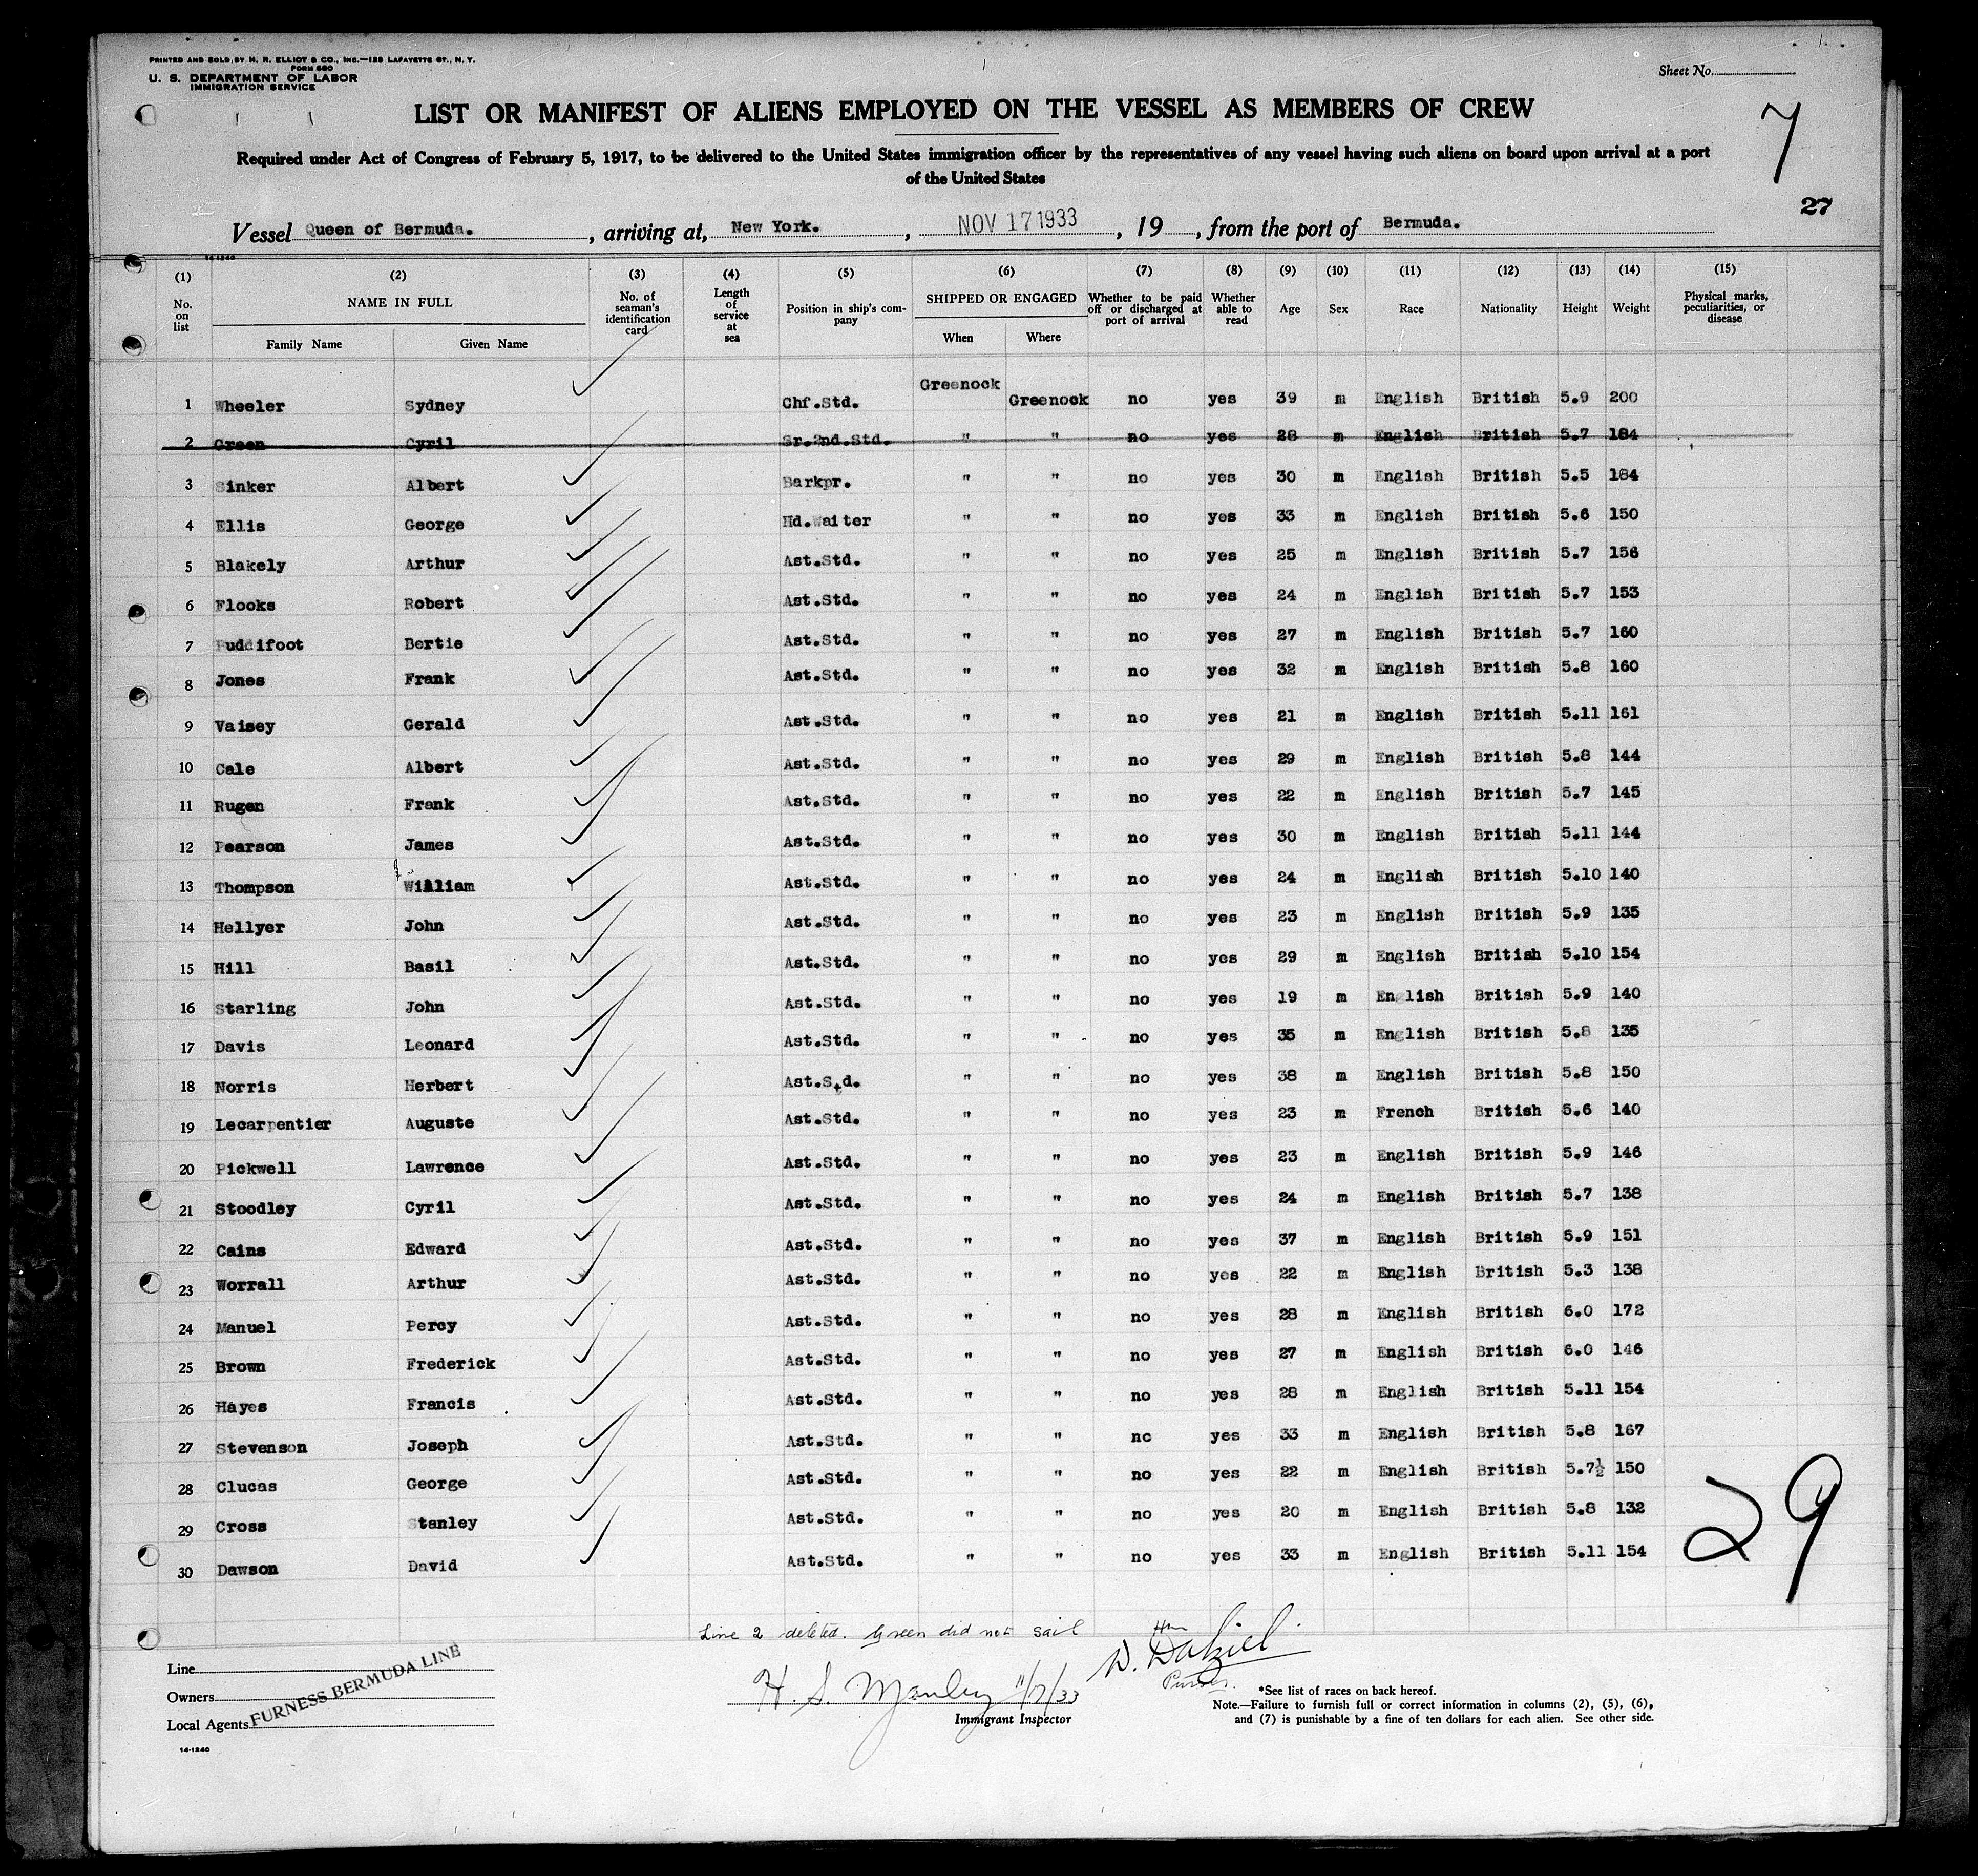 PRINTED AND SOLD BY H. R. ELLIOT & CO., INC.—129 LAFAYETTE ST., N. Y.
FORM 680
U. S. DEPARTMENT OF LABOR
IMMIGRATION SERVICE
Sheet No.
LIST OR MANIFEST OF ALIENS EMPLOYED ON THE VESSEL AS MEMBERS OF CREW
7
Required under Act of Congress of February 5, 1917, to be delivered to the United States immigration officer by the representatives of any vessel having such aliens on board upon arrival at a port
of the United States
27
Vessel Queen of Bermuda., arriving at, New York., NOV 17 1933, 19 , from the port of Bermuda.
14-1240
(1) (2) (3) (4) (5) (6) (7) (8) (9) (10) (11) (12) (13) (14) (15)
No. on list NAME IN FULL Family Name Given Name No. of seaman's identification card Length of service at sea Position in ship's company SHIPPED OR ENGAGED When Where Whether to be paid off or discharged at port of arrival Whether able to read Age Sex Race Nationality Height Weight Physical marks, peculiarities, or disease
1 Wheeler Sydney Chf.Std. Greenock Greenock no yes 39 m English British 5.9 200
2 Green Cyril Sr.2nd.Std. " " no yes 28 m English British 5.7 184
3 Sinker Albert Barkpr. " " no yes 30 m English British 5.5 184
4 Ellis George Hd.Waiter " " no yes 33 m English British 5.6 150
5 Blakely Arthur Ast.Std. " " no yes 25 m English British 5.7 156
6 Flooks Robert Ast.Std. " " no yes 24 m English British 5.7 153
7 Puddifoot Bertie Ast.Std. " " no yes 27 m English British 5.7 160
8 Jones Frank Ast.Std. " " no yes 32 m English British 5.8 160
9 Vaisey Gerald Ast.Std. " " no yes 21 m English British 5.11 161
10 Cale Albert Ast.Std. " " no yes 29 m English British 5.8 144
11 Rugen Frank Ast.Std. " " no yes 22 m English British 5.7 145
12 Pearson James Ast.Std. " " no yes 30 m English British 5.11 144
13 Thompson William Ast.Std. " " no yes 24 m English British 5.10 140
14 Hellyer John Ast.Std. " " no yes 23 m English British 5.9 135
15 Hill Basil Ast.Std. " " no yes 29 m English British 5.10 154
16 Starling John Ast.Std. " " no yes 19 m English British 5.9 140
17 Davis Leonard Ast.Std. " " no yes 35 m English British 5.8 135
18 Norris Herbert Ast.Std. " " no yes 38 m English British 5.8 150
19 Lecarpentier Auguste Ast.Std. " " no yes 23 m French British 5.6 140
20 Pickwell Lawrence Ast.Std. " " no yes 23 m English British 5.9 146
21 Stoodley Cyril Ast.Std. " " no yes 24 m English British 5.7 138
22 Cains Edward Ast.Std. " " no yes 37 m English British 5.9 151
23 Worrall Arthur Ast.Std. " " no yes 22 m English British 5.3 138
24 Manuel Percy Ast.Std. " " no yes 28 m English British 6.0 172
25 Brown Frederick Ast.Std. " " no yes 27 m English British 6.0 146
26 Hayes Francis Ast.Std. " " no yes 28 m English British 5.11 154
27 Stevenson Joseph Ast.Std. " " nc yes 33 m English British 5.8 167
28 Clucas George Ast.Std. " " no yes 22 m English British 5.7½ 150
29 Cross Stanley Ast.Std. " " no yes 20 m English British 5.8 132
30 Dawson David Ast.Std. " " no yes 33 m English British 5.11 154
29
Line 2 deleted. Green did not sail
Line
Owners
Local Agents
FURNESS BERMUDA LINE
H. S. Manley 11/17/33
Purser.
Immigrant Inspector
*See list of races on back hereof.
Note.—Failure to furnish full or correct information in columns (2), (5), (6),
and (7) is punishable by a fine of ten dollars for each alien. See other side.
14-1240